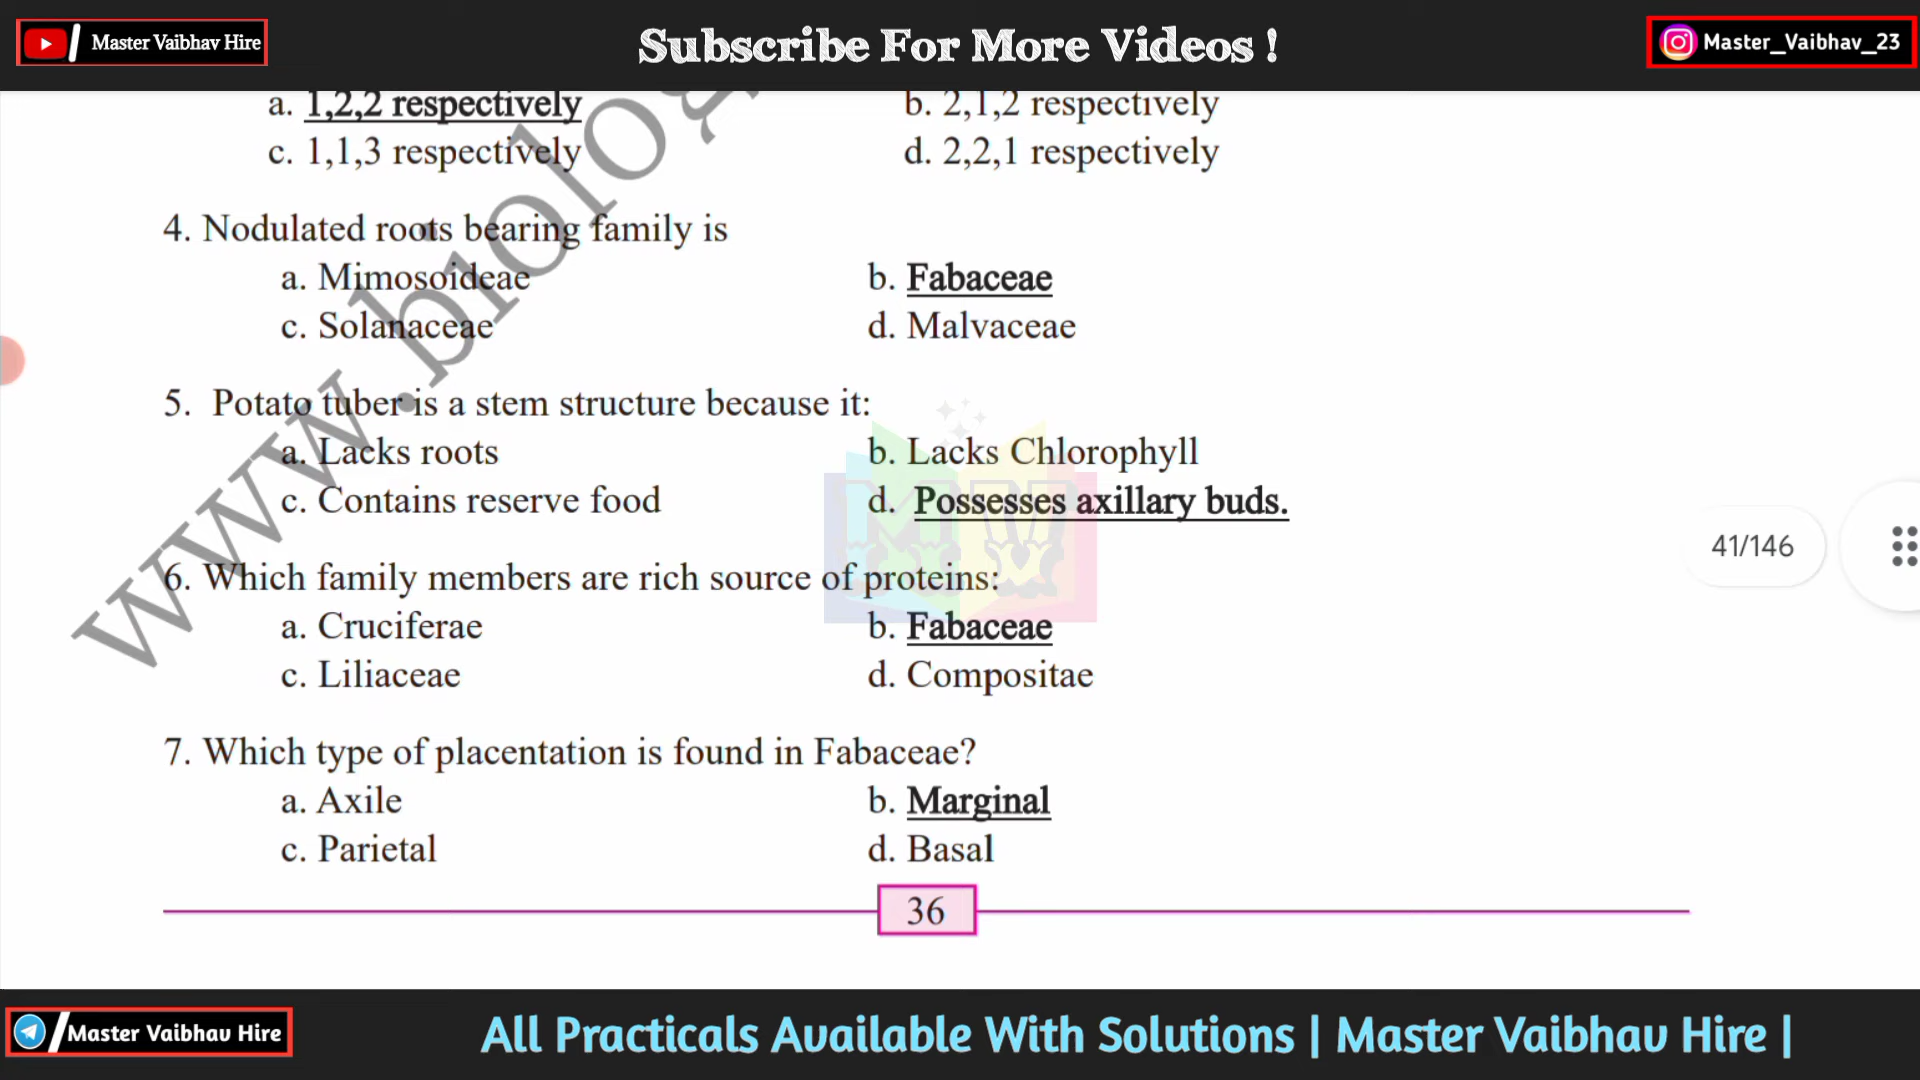 Master Vaibhav Hire
Subscribe For More Videos !
Master_Vaibhav_23
a. 1,2,2 respectively b. 2,1,2 respectively
c. 1,1,3 respectively d. 2,2,1 respectively
4. Nodulated roots bearing family is
a. Mimosoideae b. Fabaceae
c. Solanaceae d. Malvaceae
5. Potato tuber is a stem structure because it:
a. Lacks roots b. Lacks Chlorophyll
c. Contains reserve food d. Possesses axillary buds.
41/146
6. Which family members are rich source of proteins:
a. Cruciferae b. Fabaceae
c. Liliaceae d. Compositae
7. Which type of placentation is found in Fabaceae?
a. Axile b. Marginal
c. Parietal d. Basal
36
www.biolog
MV
Master Vaibhav Hire
All Practicals Available With Solutions | Master Vaibhav Hire |